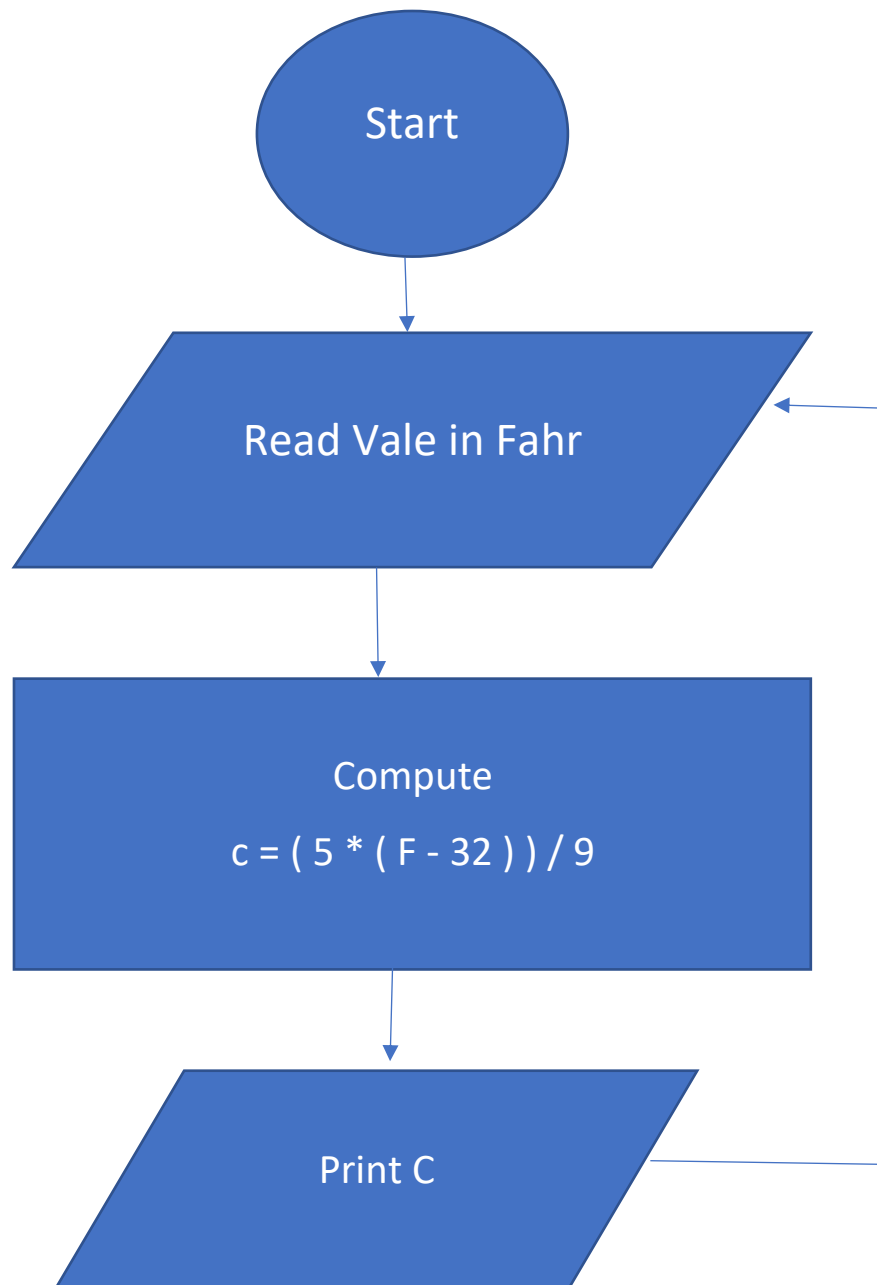 Start
Read Vale in Fahr
Compute
c = ( 5 * ( F - 32 ) ) / 9
Print C